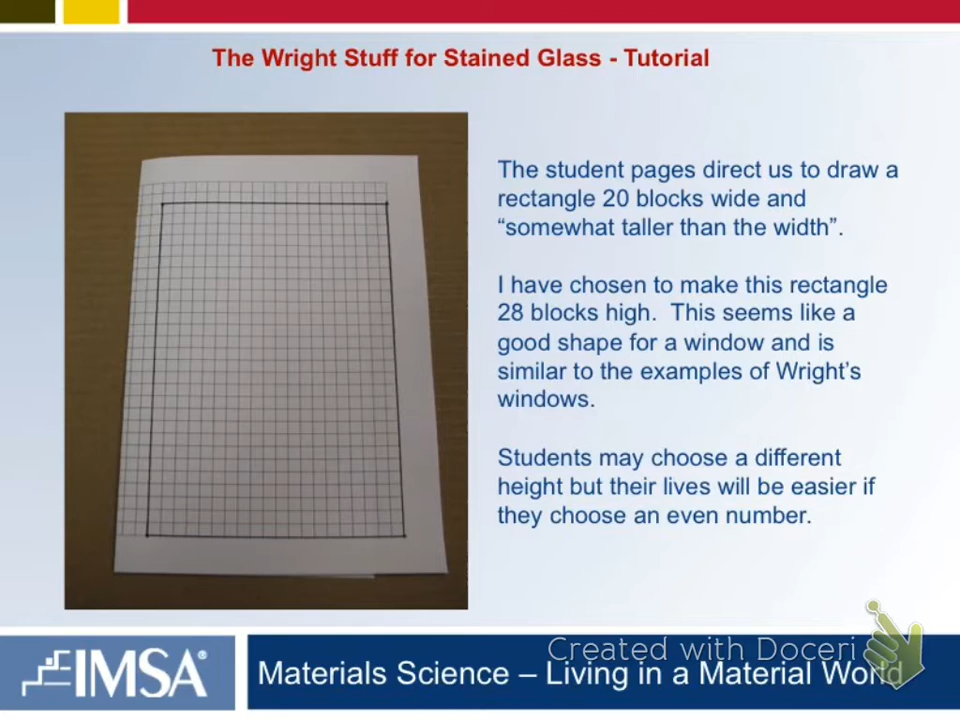 The Wright Stuff for Stained Glass - Tutorial
The student pages direct us to draw a
rectangle 20 blocks wide and
“somewhat taller than the width”.
I have chosen to make this rectangle
28 blocks high.  This seems like a
good shape for a window and is
similar to the examples of Wright’s
windows.
Students may choose a different
height but their lives will be easier if
they choose an even number.
Created with Doceri
IMSA®
Materials Science – Living in a Material World